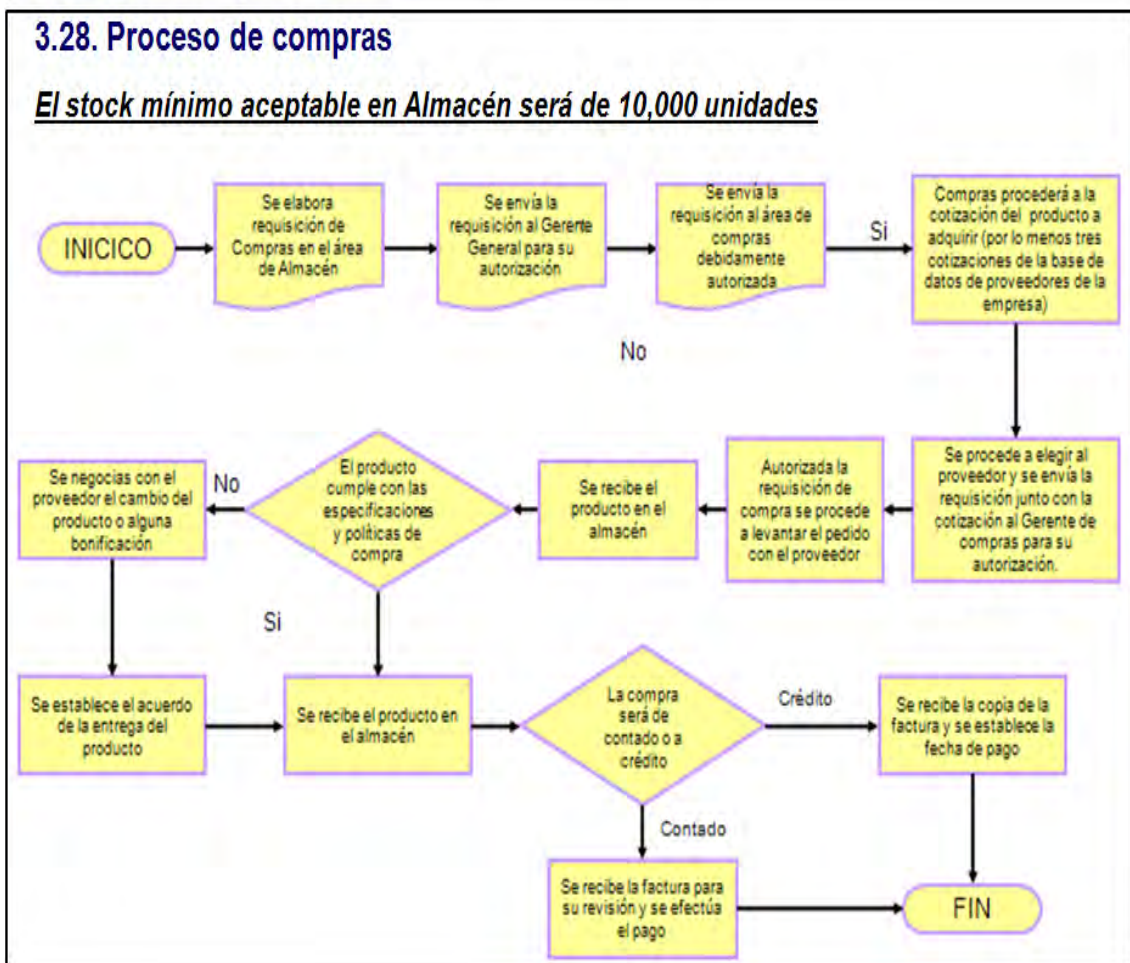 3.28. Proceso de compras
El stock mínimo aceptable en Almacén será de 10,000 unidades
INICICO
Se elabora
requisición de
Compras en el área
de Almacén
Se envía la
requisición al Gerente
General para su
autorización
Se envía la
requisición al área de
compras
debidamente
autorizada
Si
Compras procederá a la
cotización del producto a
adquirir (por lo menos tres
cotizaciones de la base de
datos de proveedores de la
empresa)
No
Se negocias con el
proveedor el cambio del
producto o alguna
bonificación
No
El producto
cumple con las
especificaciones
y políticas de
compra
Se recibe el
producto en el
almacén
Autorizada la
requisición de
compra se procede
a levantar el pedido
con el proveedor
Se procede a elegir al
proveedor y se envía la
requisición junto con la
cotización al Gerente de
compras para su
autorización.
Si
Se establece el acuerdo
de la entrega del
producto
Se recibe el producto en
el almacén
La compra
será de
contado o a
crédito
Crédito
Se recibe la copia de la
factura y se establece la
fecha de pago
Contado
Se recibe la factura para
su revisión y se efectúa
el pago
FIN